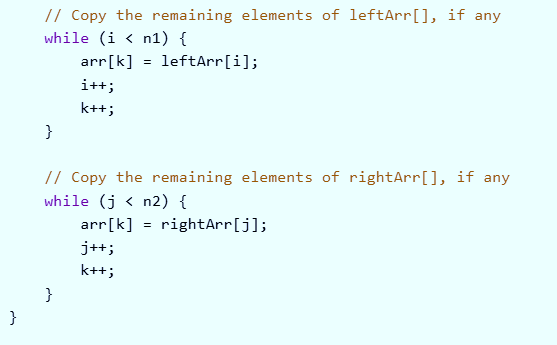 // Copy the remaining elements of leftArr[], if any
while (i < n1) {
arr[k] = leftArr[i];
i++;
k++;
}
// Copy the remaining elements of rightArr[], if any
while (j < n2) {
arr[k] = rightArr[j];
j++;
k++;
}
}